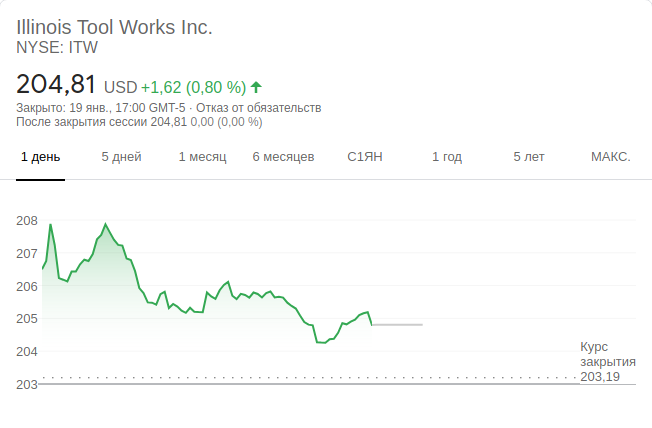 Illinois Tool Works Inc.
NYSE: ITW
204,81 USD +1,62 (0,80 %)
Закрыто: 19 янв., 17:00 GMT-5 · Отказ от обязательств
После закрытия сессии 204,81 0,00 (0,00 %)
1 день 5 дней 1 месяц 6 месяцев С1ЯН 1 год 5 лет МАКС.
208
207
206
205
204
Курс
закрытия
203,19
203